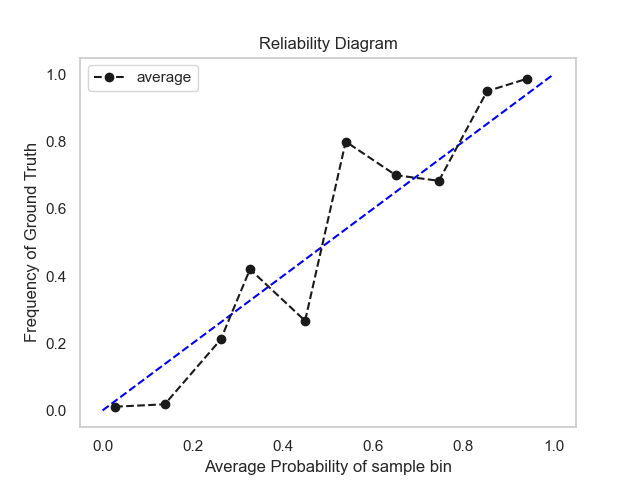 Reliability Diagram
average
Frequency of Ground Truth
1.0
0.8
0.6
0.4
0.2
0.0
0.0 0.2 0.4 0.6 0.8 1.0
Average Probability of sample bin